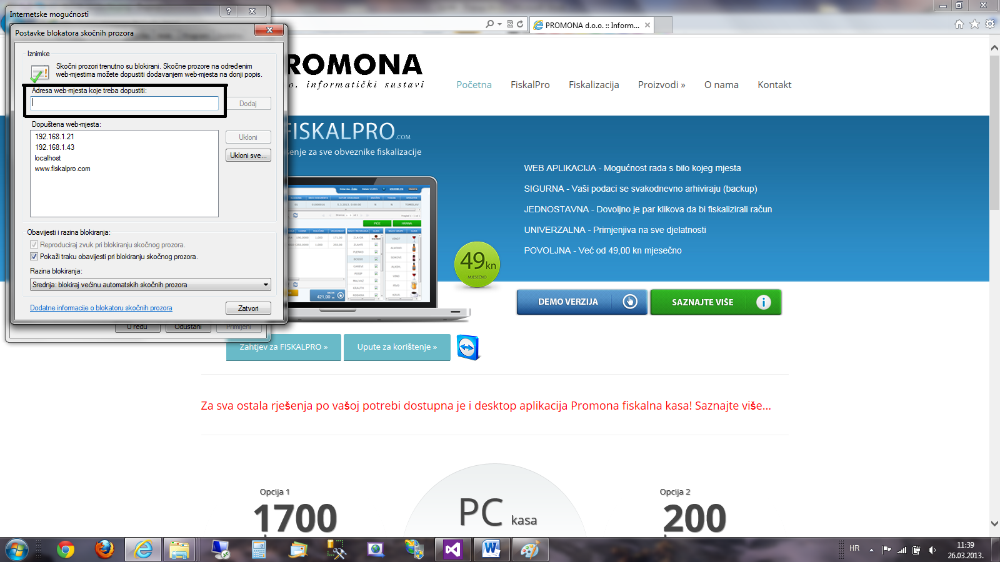 Internetske mogućnosti
Postavke blokatora skočnih prozora
Iznimke
Skočni prozori trenutno su blokirani. Skočne prozore na određenim
web-mjestima možete dopustiti dodavanjem web-mjesta na donji popis.
Adresa web-mjesta koje treba dopustiti:
Dodaj
Dopuštena web-mjesta:
192.168.1.21
192.168.1.43
localhost
www.fiskalpro.com
Ukloni
Ukloni sve...
Obavijesti i razina blokiranja:
Reproduciraj zvuk pri blokiranju skočnog prozora.
Pokaži traku obavijesti pri blokiranju skočnog prozora.
Razina blokiranja:
Srednja: blokiraj većinu automatskih skočnih prozora
Dodatne informacije o blokatoru skočnih prozora
Zatvori
U redu
Odustani
Primijeni
PROMONA d.o.o. :: Inform...
ROMONA
o. informatički sustavi
Početna
FiskalPro
Fiskalizacija
Proizvodi »
O nama
Kontakt
FISKALPRO.COM
enje za sve obveznike fiskalizacije
WEB APLIKACIJA - Mogućnost rada s bilo kojeg mjesta
SIGURNA - Vaši podaci se svakodnevno arhiviraju (backup)
JEDNOSTAVNA - Dovoljno je par klikova da bi fiskalizirali račun
UNIVERZALNA - Primjenjiva na sve djelatnosti
POVOLJNA - Već od 49,00 kn mjesečno
PIĆE
HRANA
421,00
49kn
MJESEČNO
DEMO VERZIJA
SAZNAJTE VIŠE
Zahtjev za FISKALPRO »
Upute za korištenje »
Za sva ostala rješenja po vašoj potrebi dostupna je i desktop aplikacija Promona fiskalna kasa! Saznajte više...
Opcija 1
1700
PC kasa
Opcija 2
200
HR
11:39
26.03.2013.